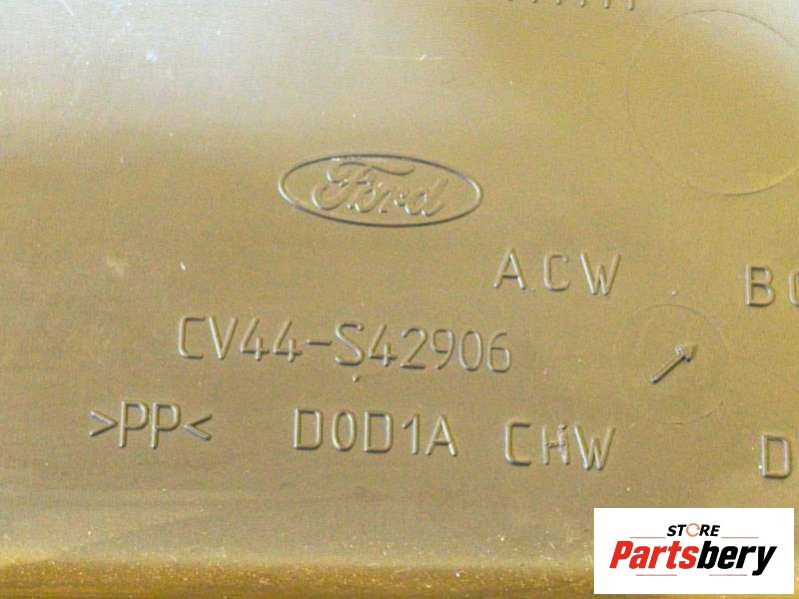 Ford
ACW
CV44-S42906
>PP< D0D1A CHW
D
STORE
Partsbery